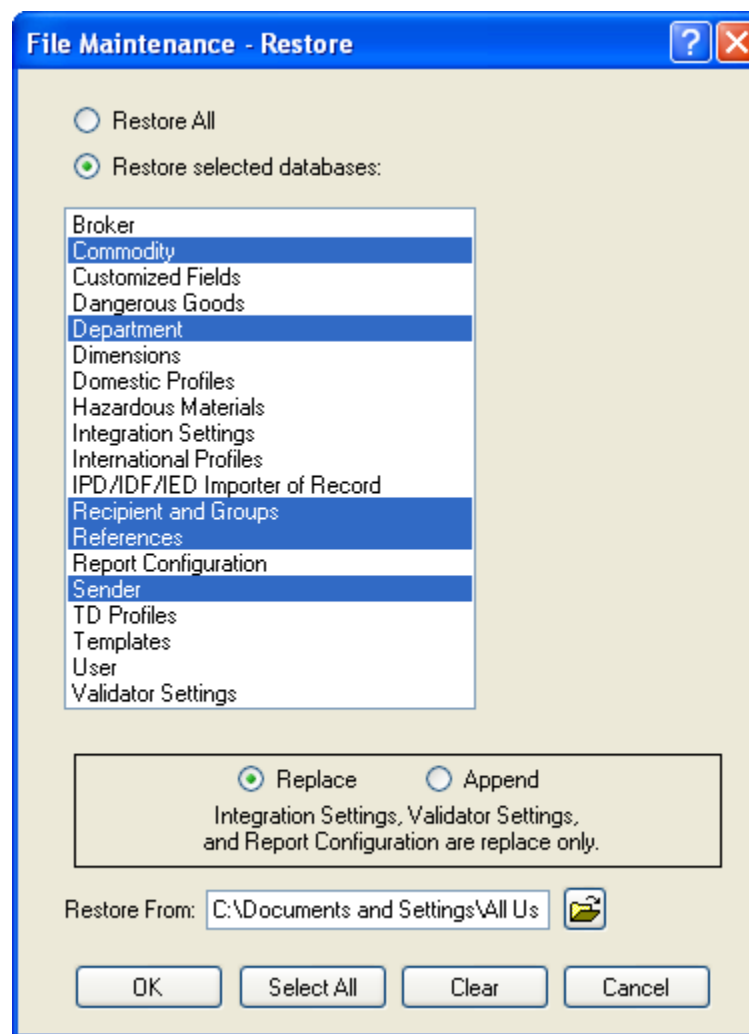 File Maintenance - Restore
Restore All
Restore selected databases:
Broker
Commodity
Customized Fields
Dangerous Goods
Department
Dimensions
Domestic Profiles
Hazardous Materials
Integration Settings
International Profiles
IPD/IDF/IED Importer of Record
Recipient and Groups
References
Report Configuration
Sender
TD Profiles
Templates
User
Validator Settings
Replace Append
Integration Settings, Validator Settings,
and Report Configuration are replace only.
Restore From: C:\Documents and Settings\All Us
OK Select All Clear Cancel